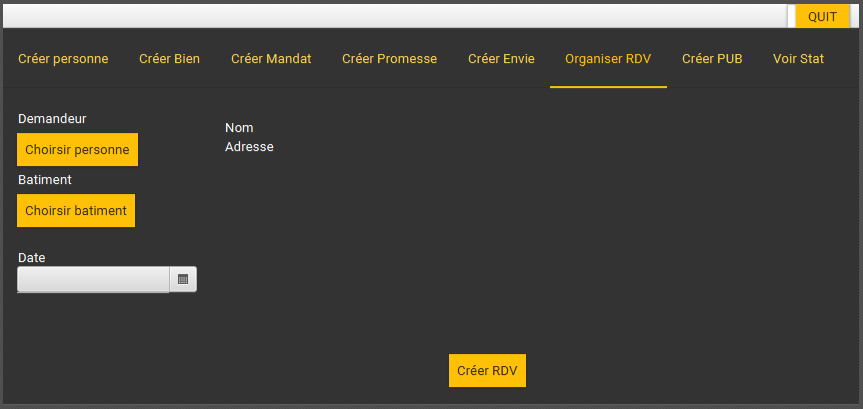 QUIT
Créer personne Créer Bien Créer Mandat Créer Promesse Créer Envie Organiser RDV Créer PUB Voir Stat
Demandeur
Choirsir personne
Nom
Adresse
Batiment
Choirsir batiment
Date
Créer RDV